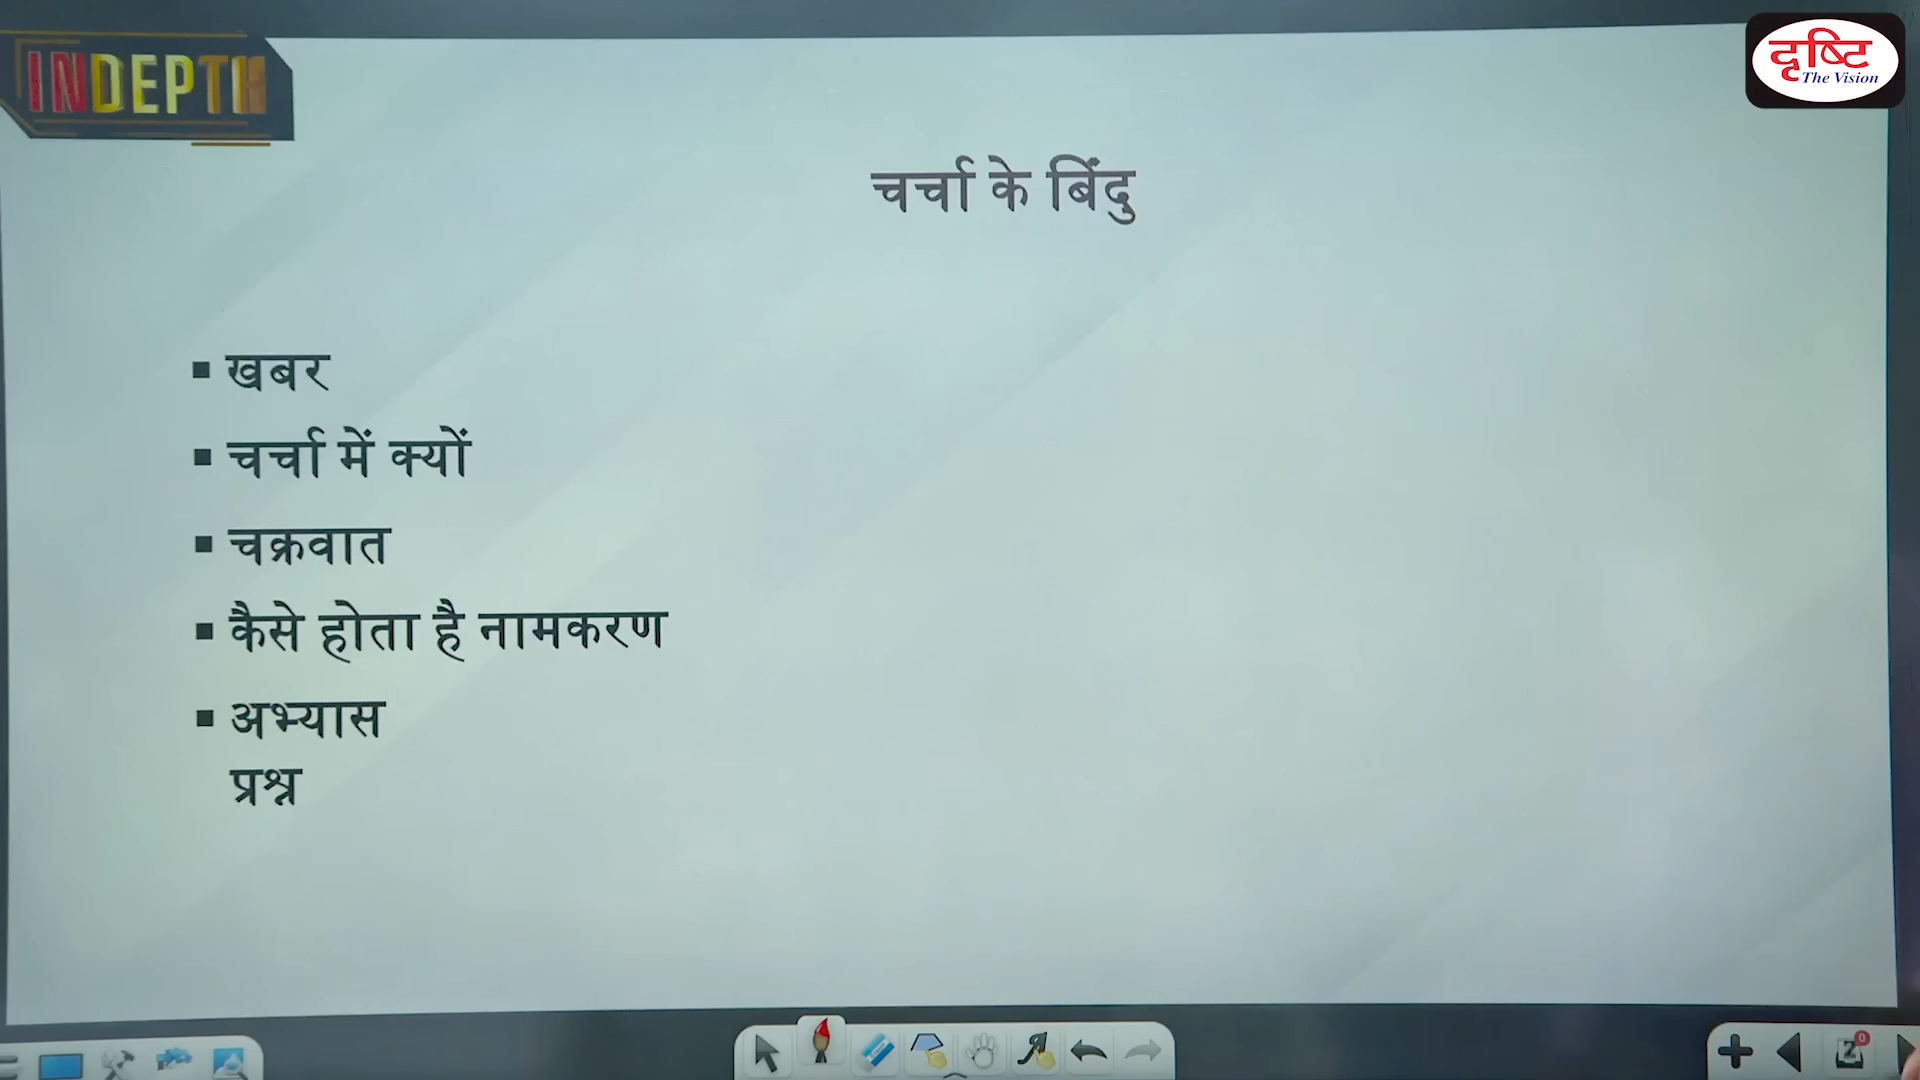 INDEPTH
दृष्टि
The Vision
चर्चा के बिंदु
▪ खबर
▪ चर्चा में क्यों
▪ चक्रवात
▪ कैसे होता है नामकरण
▪ अभ्यास
प्रश्न